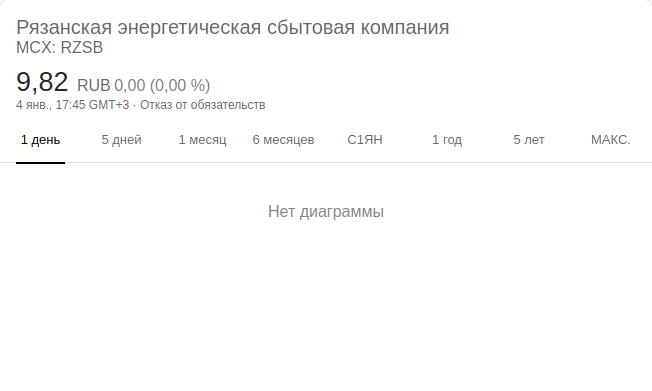 Рязанская энергетическая сбытовая компания
MCX: RZSB
9,82 RUB 0,00 (0,00 %)
4 янв., 17:45 GMT+3 · Отказ от обязательств
1 день 5 дней 1 месяц 6 месяцев С1ЯН 1 год 5 лет МАКС.
Нет диаграммы